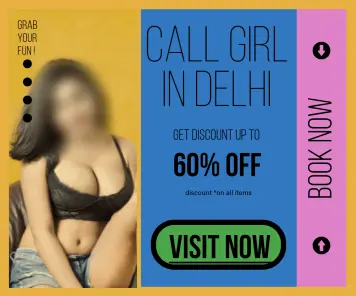 GRAB
YOUR
FUN !
CALL GIRL
IN DELHI
GET DISCOUNT UP TO
60% OFF
discount *on all items
VISIT NOW
BOOK NOW